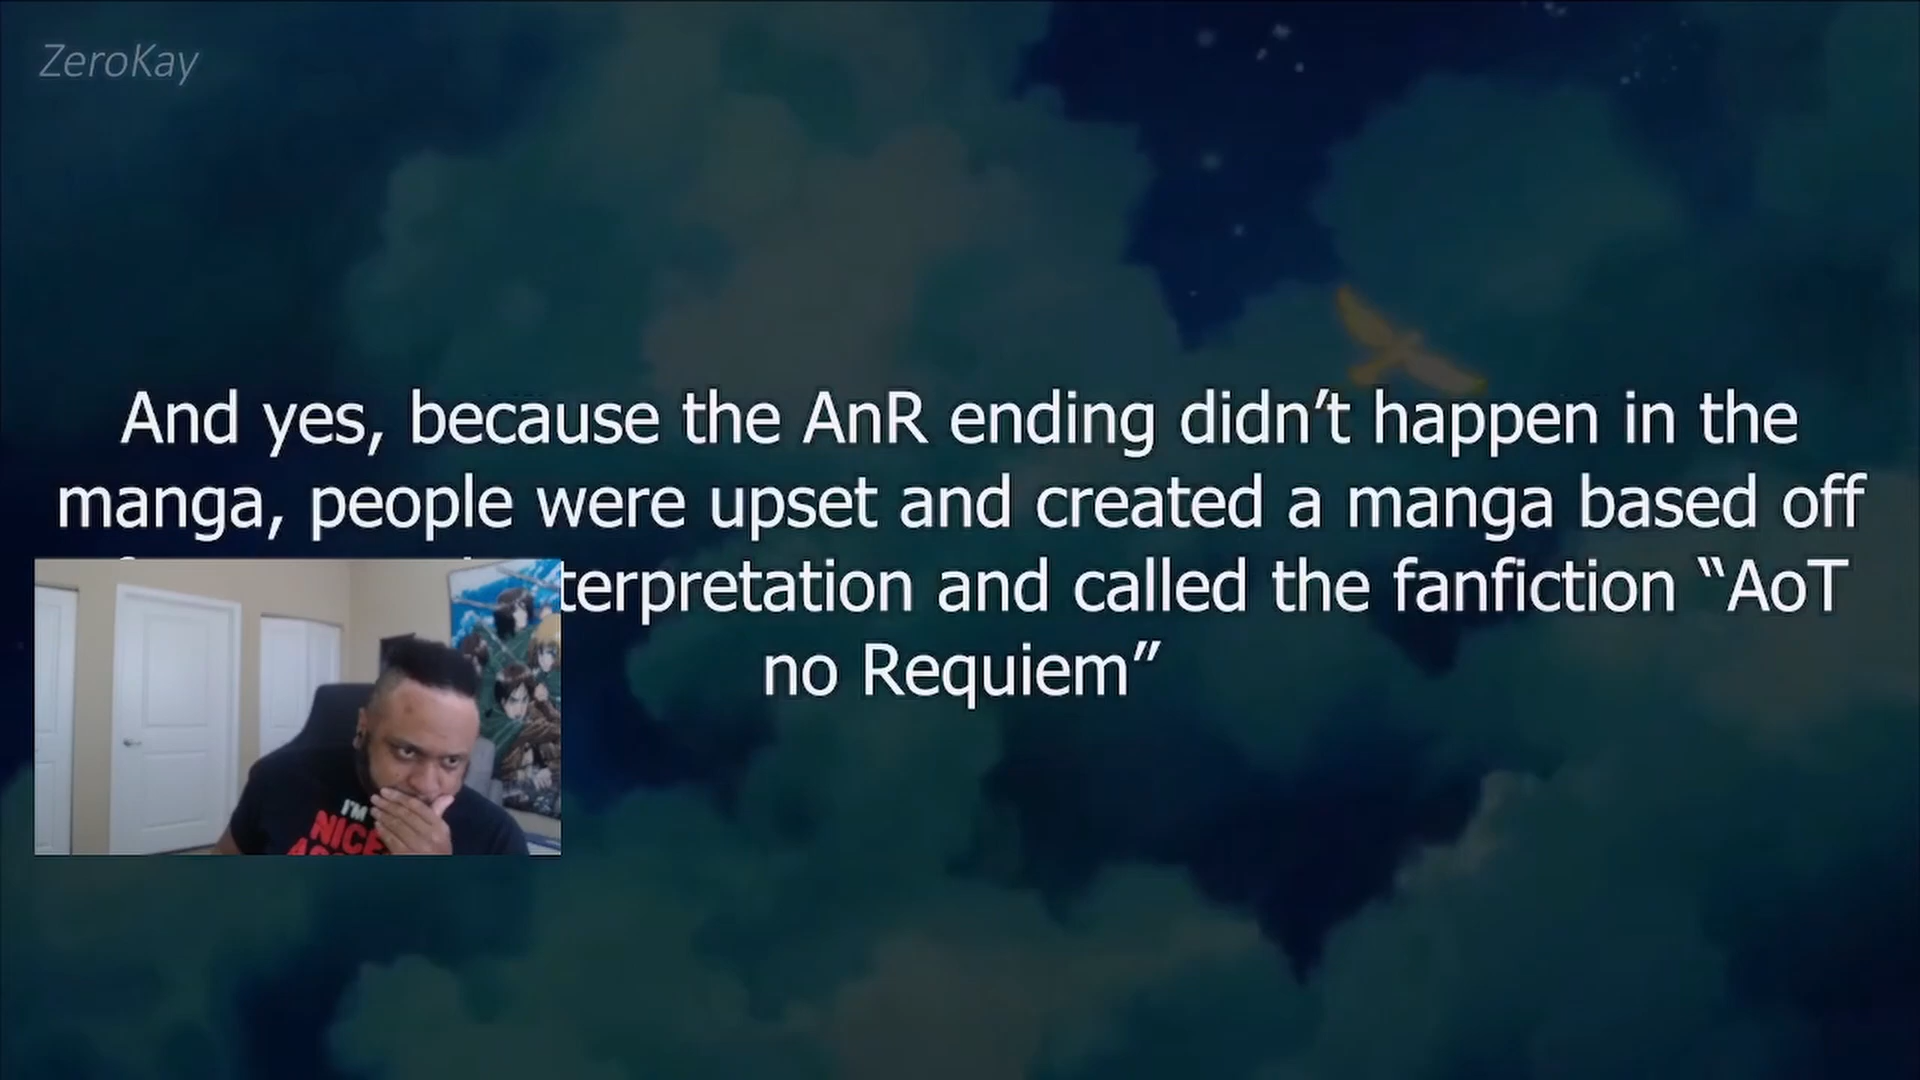 ZeroKay
And yes, because the AnR ending didn’t happen in the
manga, people were upset and created a manga based off
terpretation and called the fanfiction “AoT
no Requiem”
I'M
NICE